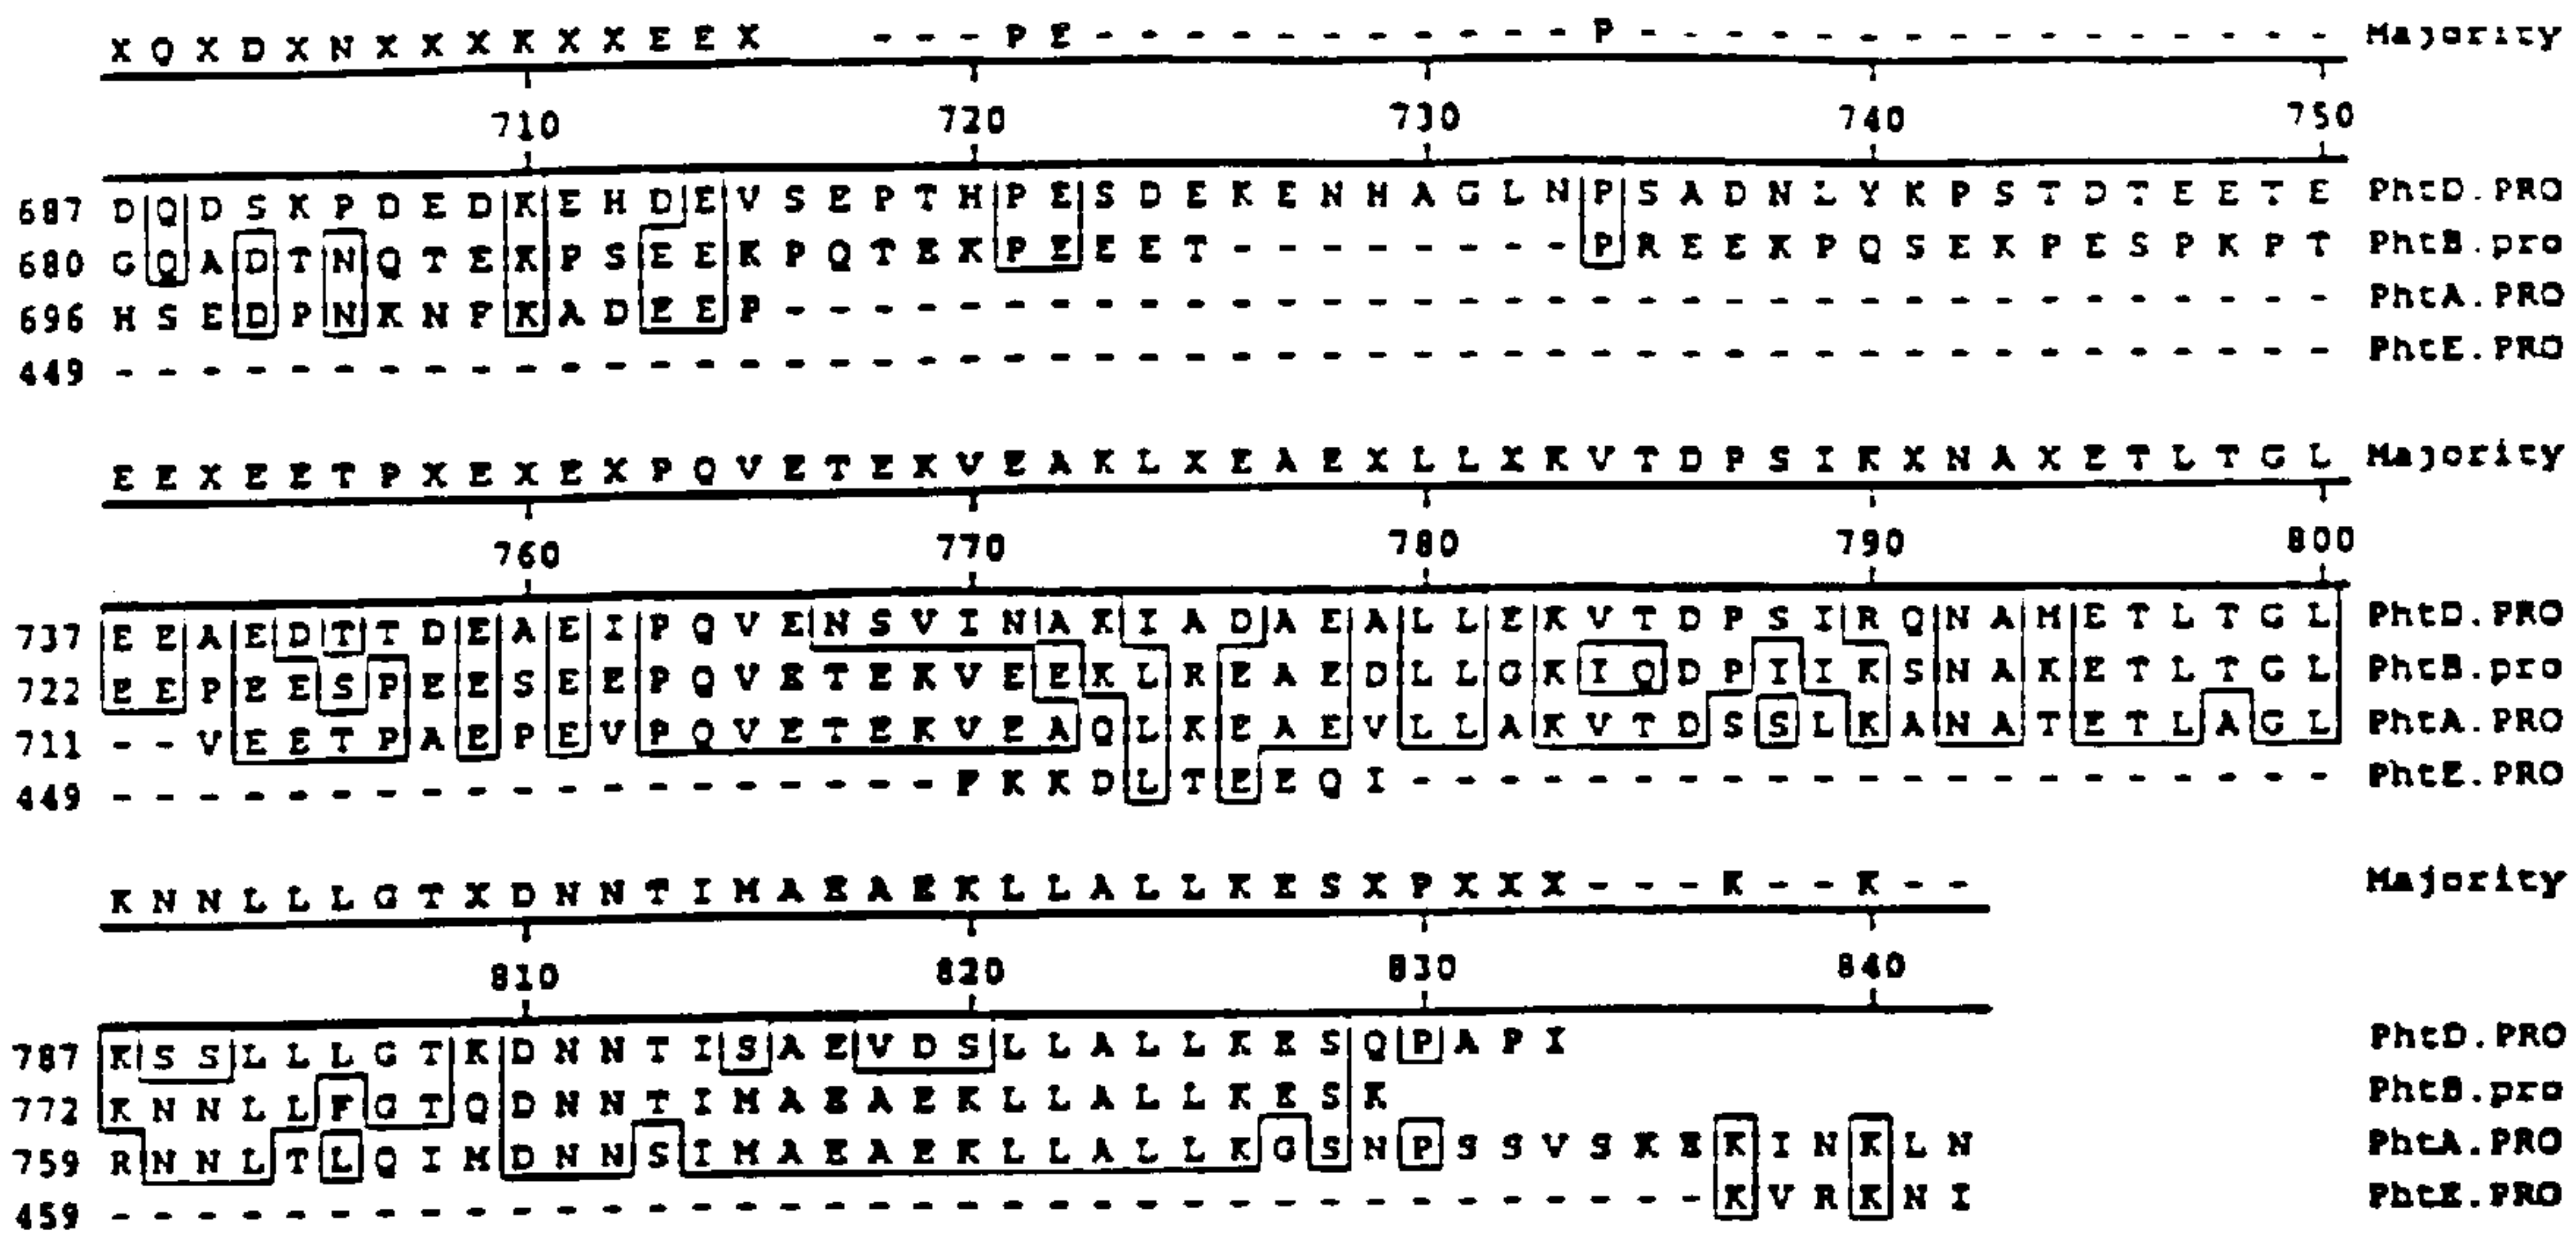 X Q X D X N X X X K X X E E X - - - P E - - - - - - - - - - - P - - - - - - - - - - - - - - - - Majority
710 720 730 740 750
687 D Q D S K P D E D K E H D E V S E P T H P E S D E K E N H A G L N P S A D N L Y K P S T D T E E T E PhtD.PRO
680 G Q A D T N Q T E K P S E E K P Q T E K P E E E T - - - - - - - - P R E E K P Q S E K P E S P K P T PhtB.pro
696 H S E D P N K N F K A D E E P - - - - - - - - - - - - - - - - - - - - - - - - - - - - - - - - - - - PhtA.PRO
449 - - - - - - - - - - - - - - - - - - - - - - - - - - - - - - - - - - - - - - - - - - - - - - - - - - PhtE.PRO
E E X E E T P X E X E X P Q V E T E K V E A K L X E A E X L L X K V T D P S I K X N A X E T L T G L Majority
760 770 780 790 800
737 E E A E D T T D E A E I P Q V E N S V I N A K I A D A E A L L E K V T D P S I R Q N A M E T L T G L PhtD.PRO
722 E E P E E S P E E S E E P Q V E T E K V E E K L R E A E D L L G K I Q D P I I K S N A K E T L T G L PhtB.pro
711 - - V E E T P A E P E V P Q V E T E K V E A Q L K E A E V L L A K V T D S S L K A N A T E T L A G L PhtA.PRO
449 - - - - - - - - - - - - - - - - - - - F K K D L T E E Q I - - - - - - - - - - - - - - - - - - - - - PhtE.PRO
K N N L L L G T X D N N T I M A E A E K L L A L L K E S X P X X X - - - K - - K - - Majority
810 820 830 840
787 K S S L L L G T K D N N T I S A E V D S L L A L L K E S Q P A P I PhtD.PRO
772 K N N L L F G T Q D N N T I M A E A E K L L A L L K E S K PhtB.pro
759 R N N L T L Q I M D N N S I M A E A E K L L A L L K G S N P S S V S K E K I N K L N PhtA.PRO
459 - - - - - - - - - - - - - - - - - - - - - - - - - - - - - - - - - - - - K V R K N I PhtE.PRO